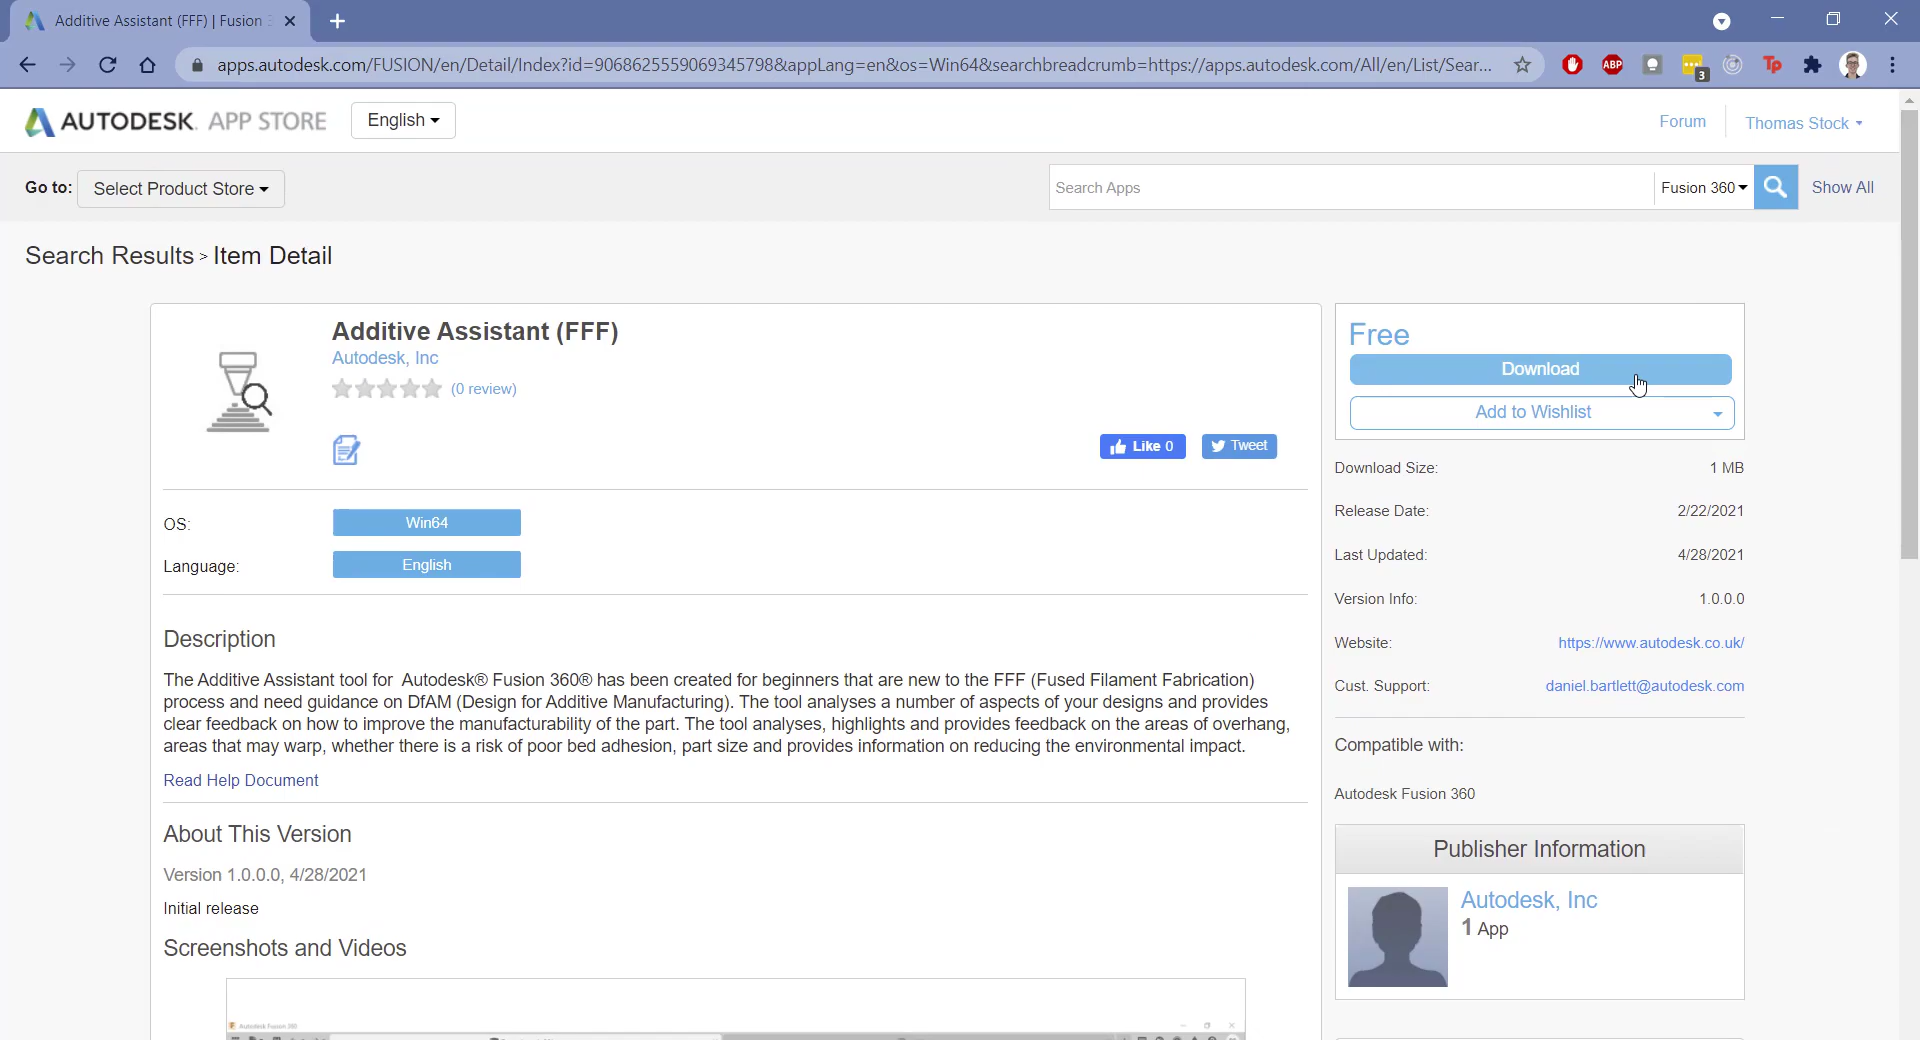 Additive Assistant (FFF) | Fusion 3
apps.autodesk.com/FUSION/en/Detail/Index?id=9068625559069345798&appLang=en&os=Win64&searchbreadcrumb=https://apps.autodesk.com/All/en/List/Sear...
ABP
3
Tp
AUTODESK. APP STORE
English
Forum
Thomas Stock
Go to:
Select Product Store
Search Apps
Fusion 360
Show All
Search Results > Item Detail
Additive Assistant (FFF)
Autodesk, Inc
(0 review)
Like 0
Tweet
OS:
Win64
Language:
English
Description
The Additive Assistant tool for Autodesk® Fusion 360® has been created for beginners that are new to the FFF (Fused Filament Fabrication)
process and need guidance on DfAM (Design for Additive Manufacturing). The tool analyses a number of aspects of your designs and provides
clear feedback on how to improve the manufacturability of the part. The tool analyses, highlights and provides feedback on the areas of overhang,
areas that may warp, whether there is a risk of poor bed adhesion, part size and provides information on reducing the environmental impact.
Read Help Document
About This Version
Version 1.0.0.0, 4/28/2021
Initial release
Screenshots and Videos
Autodesk Fusion 360
Free
Download
Add to Wishlist
Download Size: 1 MB
Release Date: 2/22/2021
Last Updated: 4/28/2021
Version Info: 1.0.0.0
Website: https://www.autodesk.co.uk/
Cust. Support: daniel.bartlett@autodesk.com
Compatible with:
Autodesk Fusion 360
Publisher Information
Autodesk, Inc
1 App